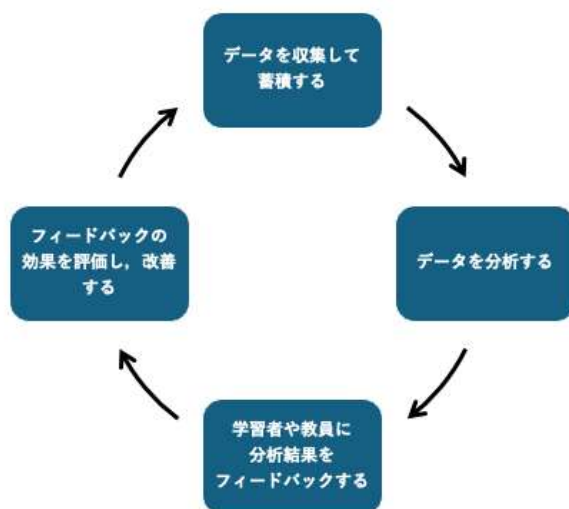 データを収集して
蓄積する
データを分析する
学習者や教員に
分析結果を
フィードバックする
フィードバックの
効果を評価し，改善
する